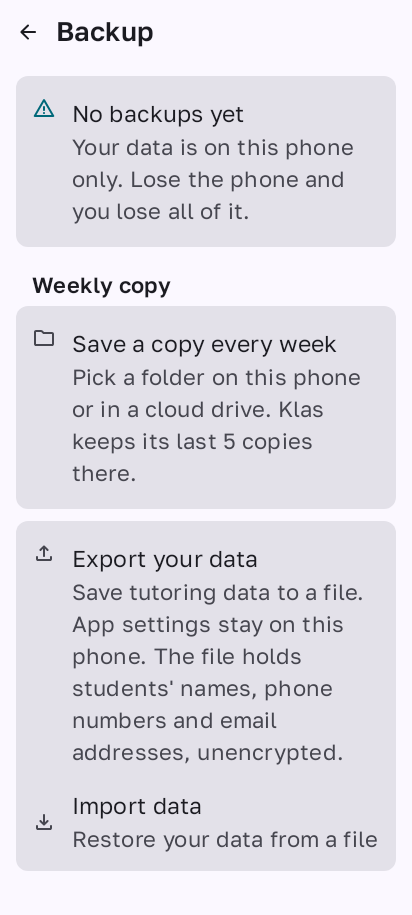 Backup
No backups yet
Your data is on this phone
only. Lose the phone and
you lose all of it.
Weekly copy
Save a copy every week
Pick a folder on this phone
or in a cloud drive. Klas
keeps its last 5 copies
there.
Export your data
Save tutoring data to a file.
App settings stay on this
phone. The file holds
students' names, phone
numbers and email
addresses, unencrypted.
Import data
Restore your data from a file